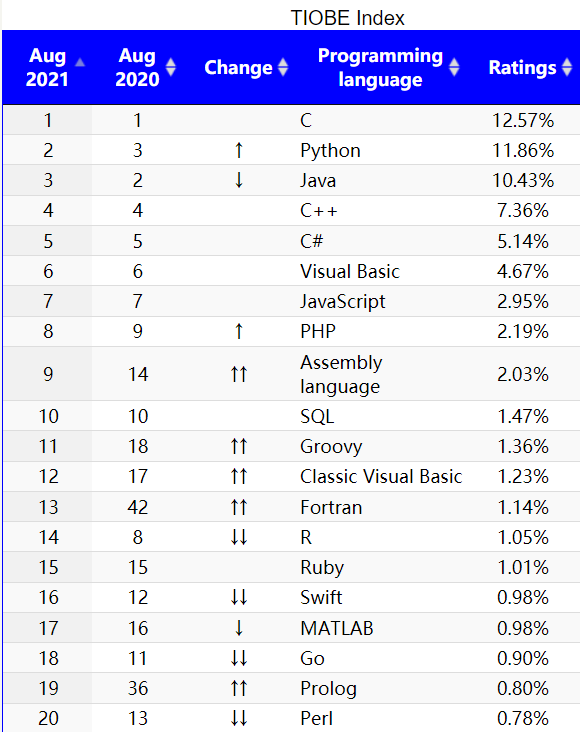 TIOBE Index
Aug 2021 Aug 2020 Change Programming language Ratings
1 1 C 12.57%
2 3 ↑ Python 11.86%
3 2 ↓ Java 10.43%
4 4 C++ 7.36%
5 5 C# 5.14%
6 6 Visual Basic 4.67%
7 7 JavaScript 2.95%
8 9 ↑ PHP 2.19%
9 14 ↑↑ Assembly language 2.03%
10 10 SQL 1.47%
11 18 ↑↑ Groovy 1.36%
12 17 ↑↑ Classic Visual Basic 1.23%
13 42 ↑↑ Fortran 1.14%
14 8 ↓↓ R 1.05%
15 15 Ruby 1.01%
16 12 ↓↓ Swift 0.98%
17 16 ↓ MATLAB 0.98%
18 11 ↓↓ Go 0.90%
19 36 ↑↑ Prolog 0.80%
20 13 ↓↓ Perl 0.78%